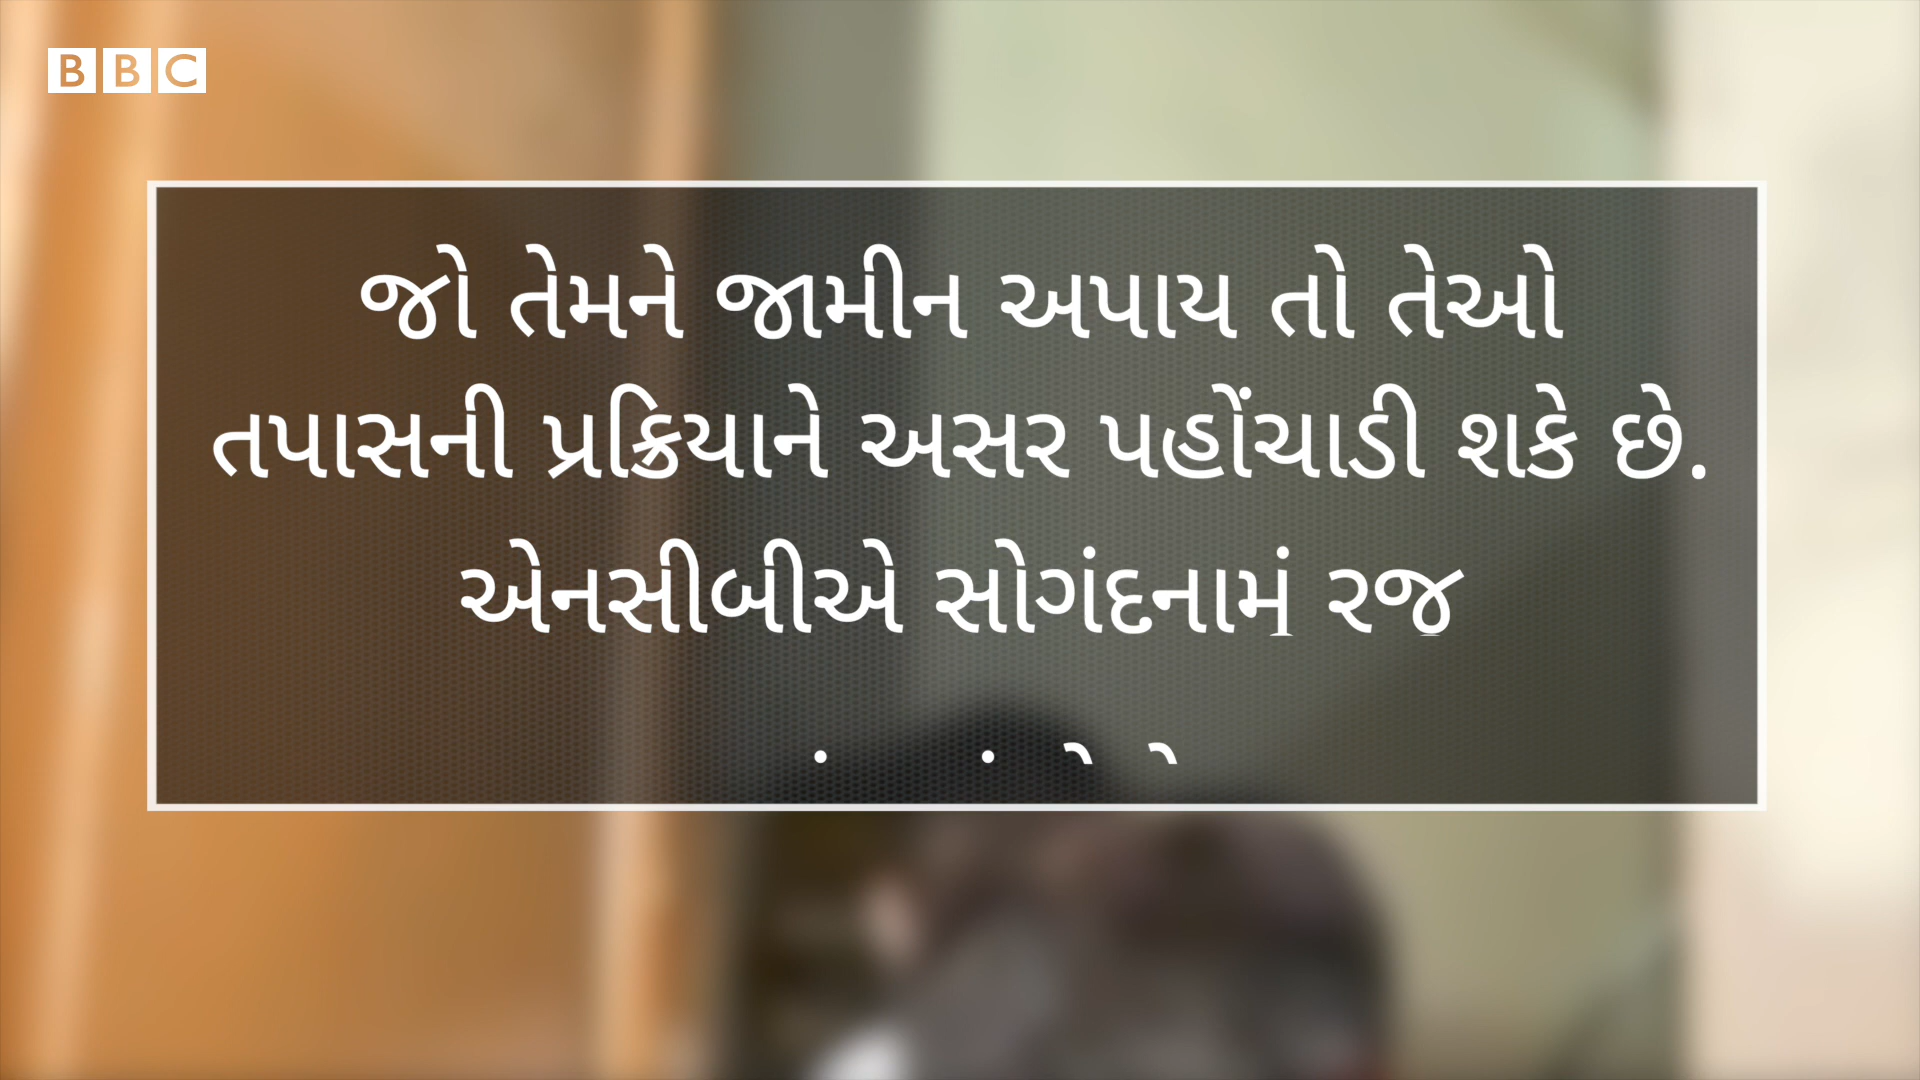 BBC
જો તેમને જામીન અપાય તો તેઓ
તપાસની પ્રક્રિયાને અસર પહોંચાડી શકે છે.
એનસીબીએ સોગંદનામું રજૂ